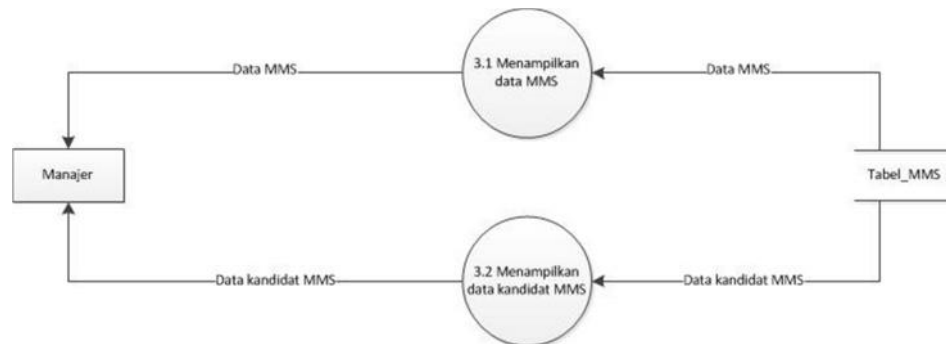 3.1 Menampilkan
data MMS
Data MMS
Data MMS
Manajer
Tabel_MMS
3.2 Menampilkan
data kandidat MMS
Data kandidat MMS
Data kandidat MMS